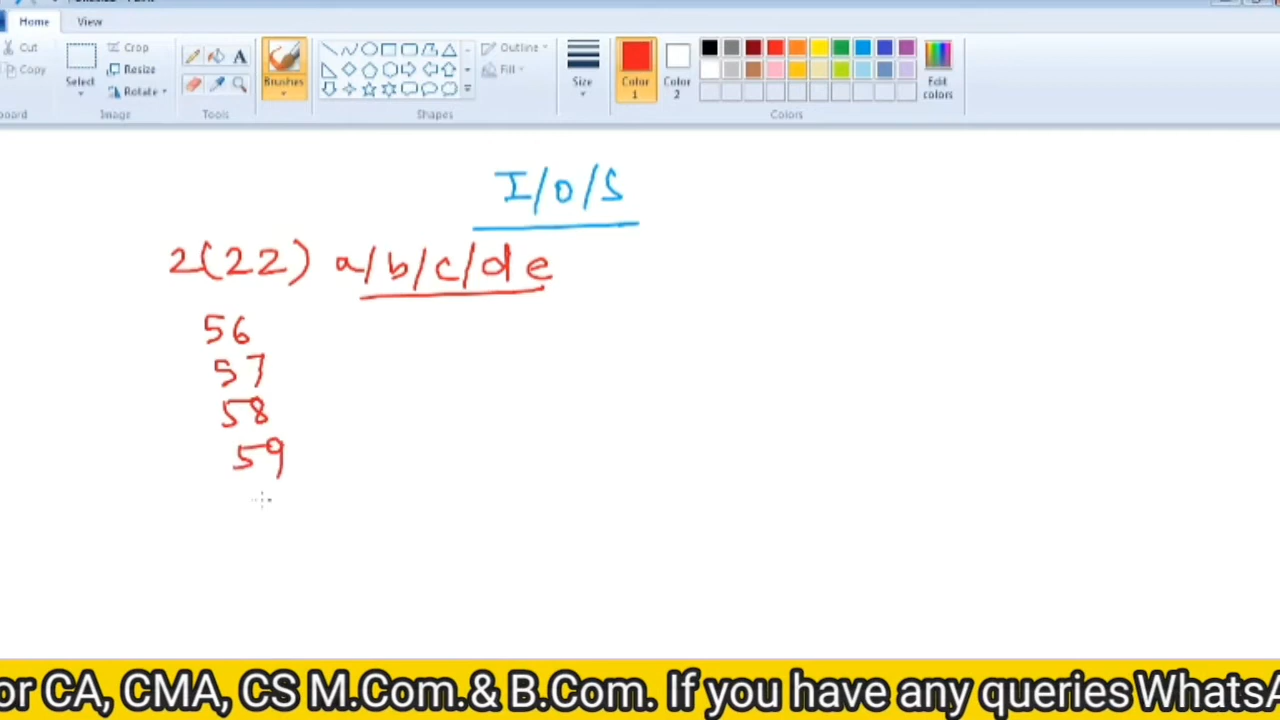 Home View
Cut
Copy
Select
Crop
Resize
Rotate
Brushes
Outline
Fill
Size
Color 1
Color 2
Edit colors
board Image Tools Shapes Colors
I/O/S
2(22) a/b/c/d e
56
57
58
59
or CA, CMA, CS M.Com.& B.Com. If you have any queries WhatsA